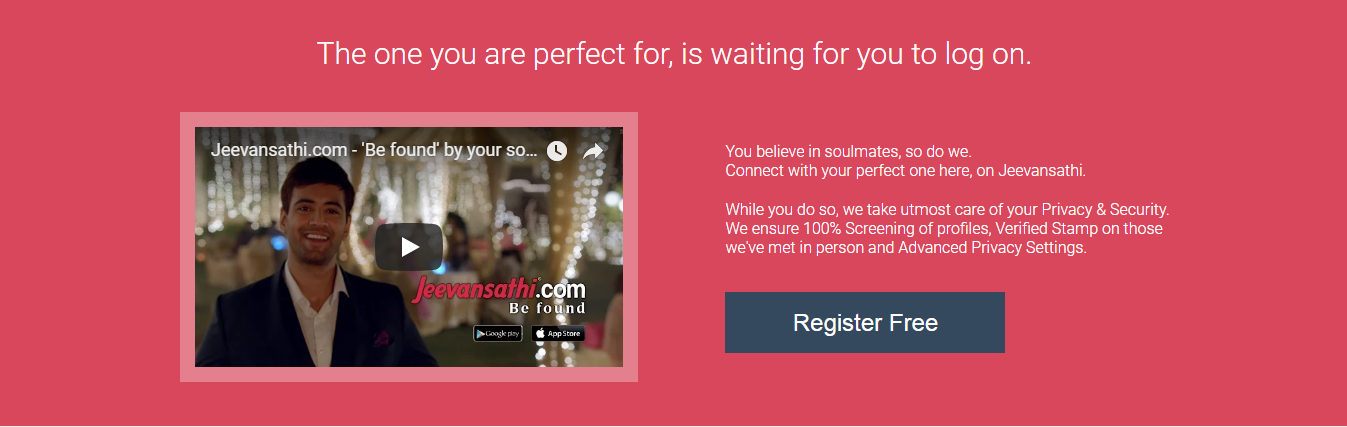 The one you are perfect for, is waiting for you to log on.
Jeevansathi.com - 'Be found' by your so...
Jeevansathi.com
Be found
Google play
App Store
You believe in soulmates, so do we.
Connect with your perfect one here, on Jeevansathi.
While you do so, we take utmost care of your Privacy & Security.
We ensure 100% Screening of profiles, Verified Stamp on those
we've met in person and Advanced Privacy Settings.
Register Free